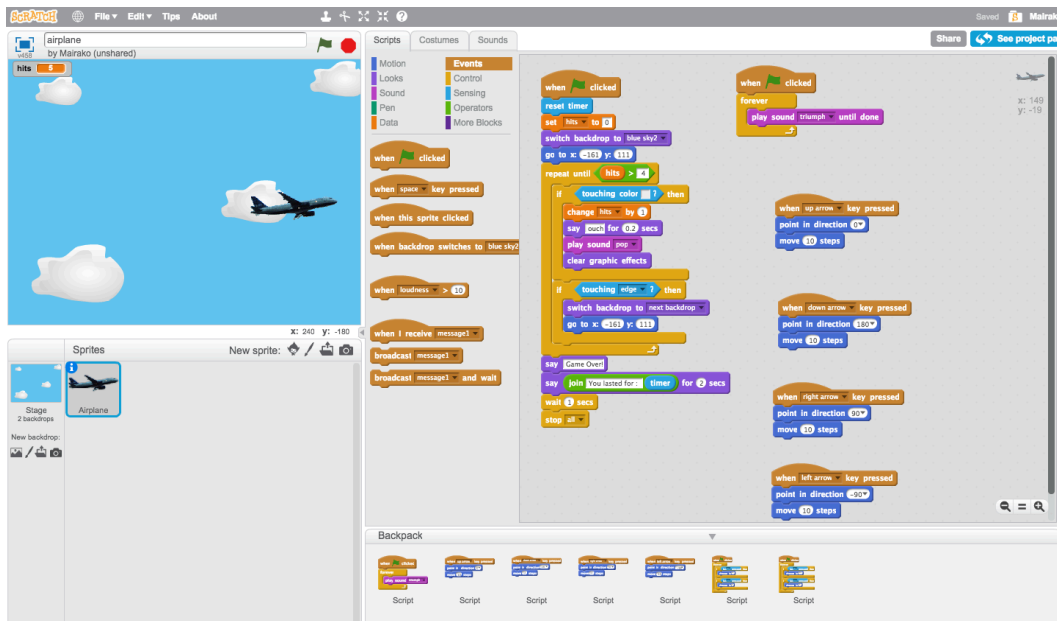 SCRATCH File Edit Tips About Saved Mairak
airplane
by Mairako (unshared)
v458
hits 5
x: 240 y: -180
Sprites New sprite:
Stage
2 backdrops
New backdrop:
Airplane
Scripts Costumes Sounds
Share See project pa
Motion Events
Looks Control
Sound Sensing
Pen Operators
Data More Blocks
when clicked
when space key pressed
when this sprite clicked
when backdrop switches to blue sky2
when loudness > 10
when I receive message1
broadcast message1
broadcast message1 and wait
when clicked
reset timer
set hits to 0
switch backdrop to blue sky2
go to x: -161 y: 111
repeat until hits > 4
if touching color ? then
change hits by 1
say ouch for 0.2 secs
play sound pop
clear graphic effects
if touching edge ? then
switch backdrop to next backdrop
go to x: -161 y: 111
say Game Over!
say join You lasted for : timer for 2 secs
wait 1 secs
stop all
when clicked
forever
play sound triumph until done
x: 149
y: -19
when up arrow key pressed
point in direction 0
move 10 steps
when down arrow key pressed
point in direction 180
move 10 steps
when right arrow key pressed
point in direction 90
move 10 steps
when left arrow key pressed
point in direction -90
move 10 steps
Backpack
Script Script Script Script Script Script Script